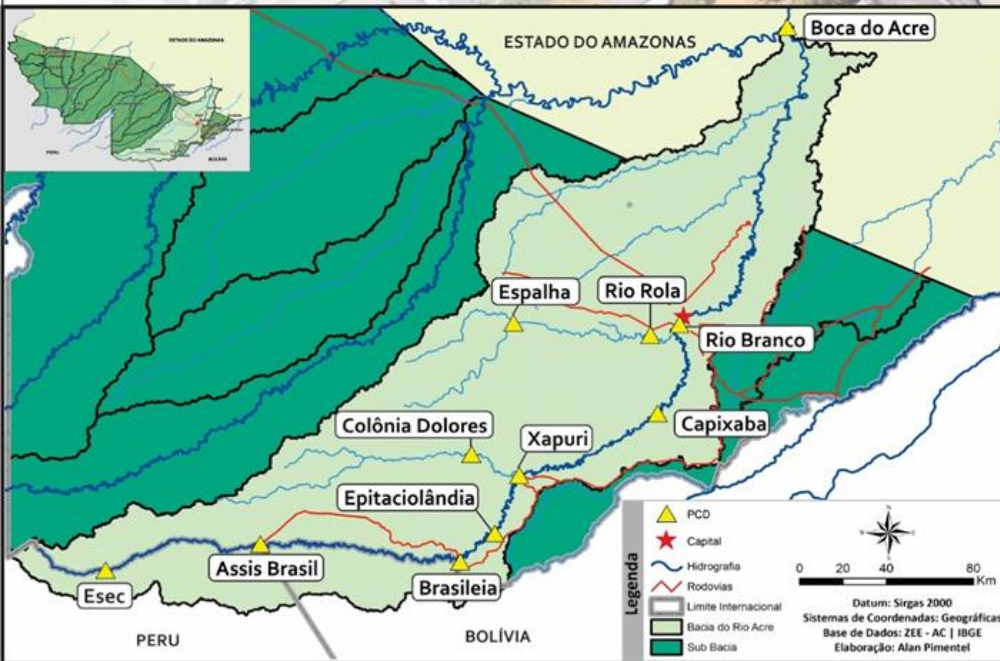 ESTADO DO AMAZONAS
PERU
BOLÍVIA
ESTADO DO AMAZONAS
Boca do Acre
Espalha
Rio Rola
Rio Branco
Capixaba
Colônia Dolores
Xapuri
Epitaciolândia
Assis Brasil
Brasileia
Esec
PERU
BOLÍVIA
Legenda
PCD
Capital
Hidrografia
Rodovias
Limite Internacional
Bacia do Rio Acre
Sub Bacia
N
0 20 40 80
Km
Datum: Sirgas 2000
Sistemas de Coordenadas: Geográficas
Base de Dados: ZEE - AC | IBGE
Elaboração: Alan Pimentel